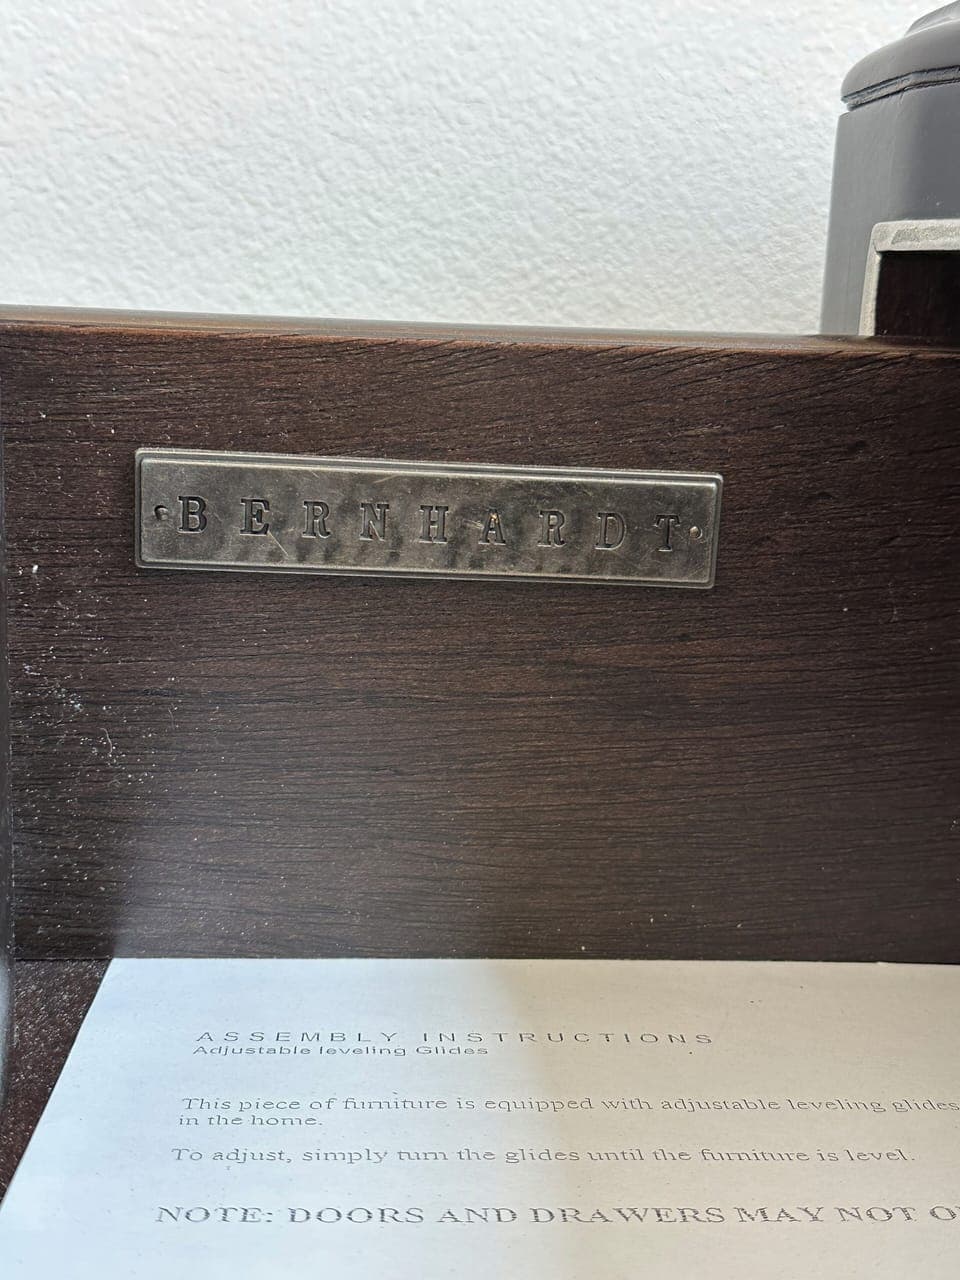 BERNHARDT
ASSEMBLY INSTRUCTIONS
Adjustable leveling Glides
This piece of furniture is equipped with adjustable leveling glides
in the home.
To adjust, simply turn the glides until the furniture is level.
NOTE: DOORS AND DRAWERS MAY NOT